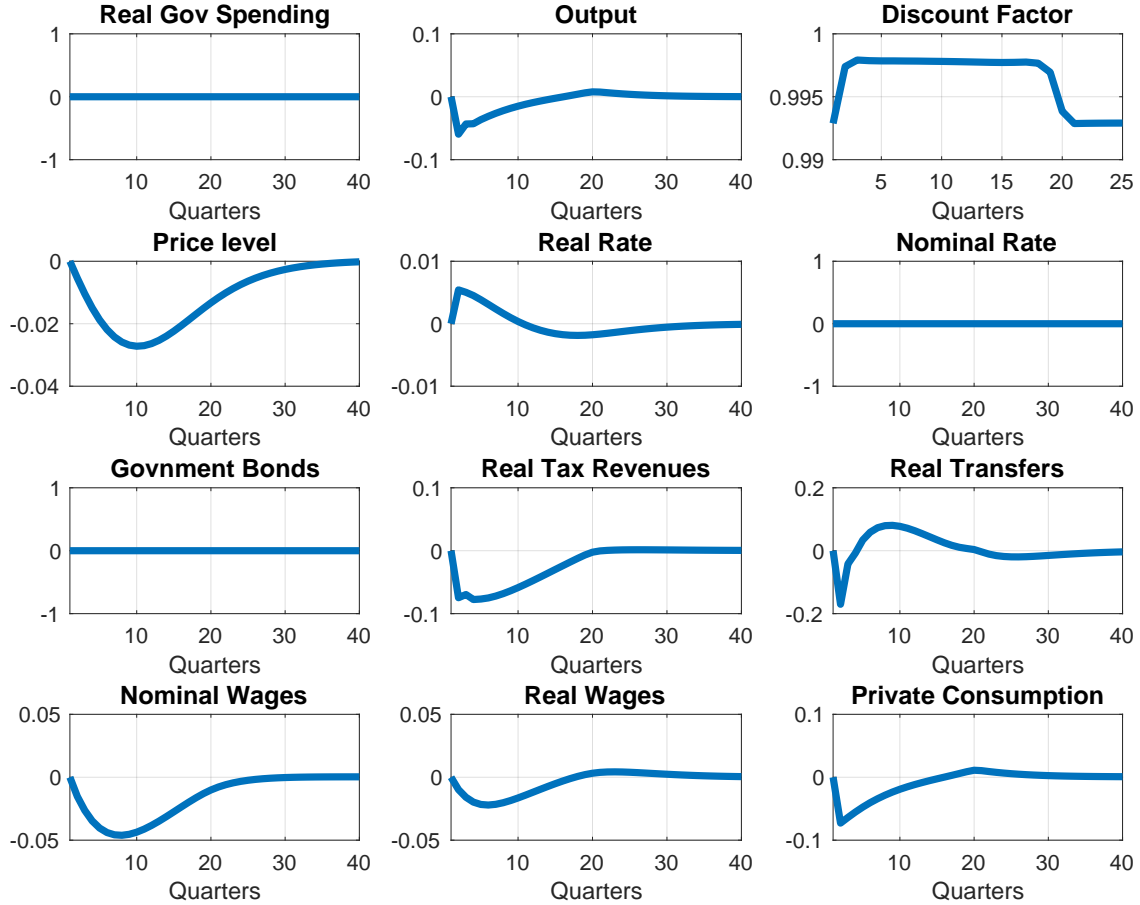 Real Gov Spending
1
0
-1
10 20 30 40
Quarters
Output
0.1
0
-0.1
10 20 30 40
Quarters
Discount Factor
1
0.995
0.99
5 10 15 20 25
Quarters
Price level
0
-0.02
-0.04
10 20 30 40
Quarters
Real Rate
0.01
0
-0.01
10 20 30 40
Quarters
Nominal Rate
1
0
-1
10 20 30 40
Quarters
Govnment Bonds
1
0
-1
10 20 30 40
Quarters
Real Tax Revenues
0.1
0
-0.1
10 20 30 40
Quarters
Real Transfers
0.2
0
-0.2
10 20 30 40
Quarters
Nominal Wages
0.05
0
-0.05
10 20 30 40
Quarters
Real Wages
0.05
0
-0.05
10 20 30 40
Quarters
Private Consumption
0.1
0
-0.1
10 20 30 40
Quarters